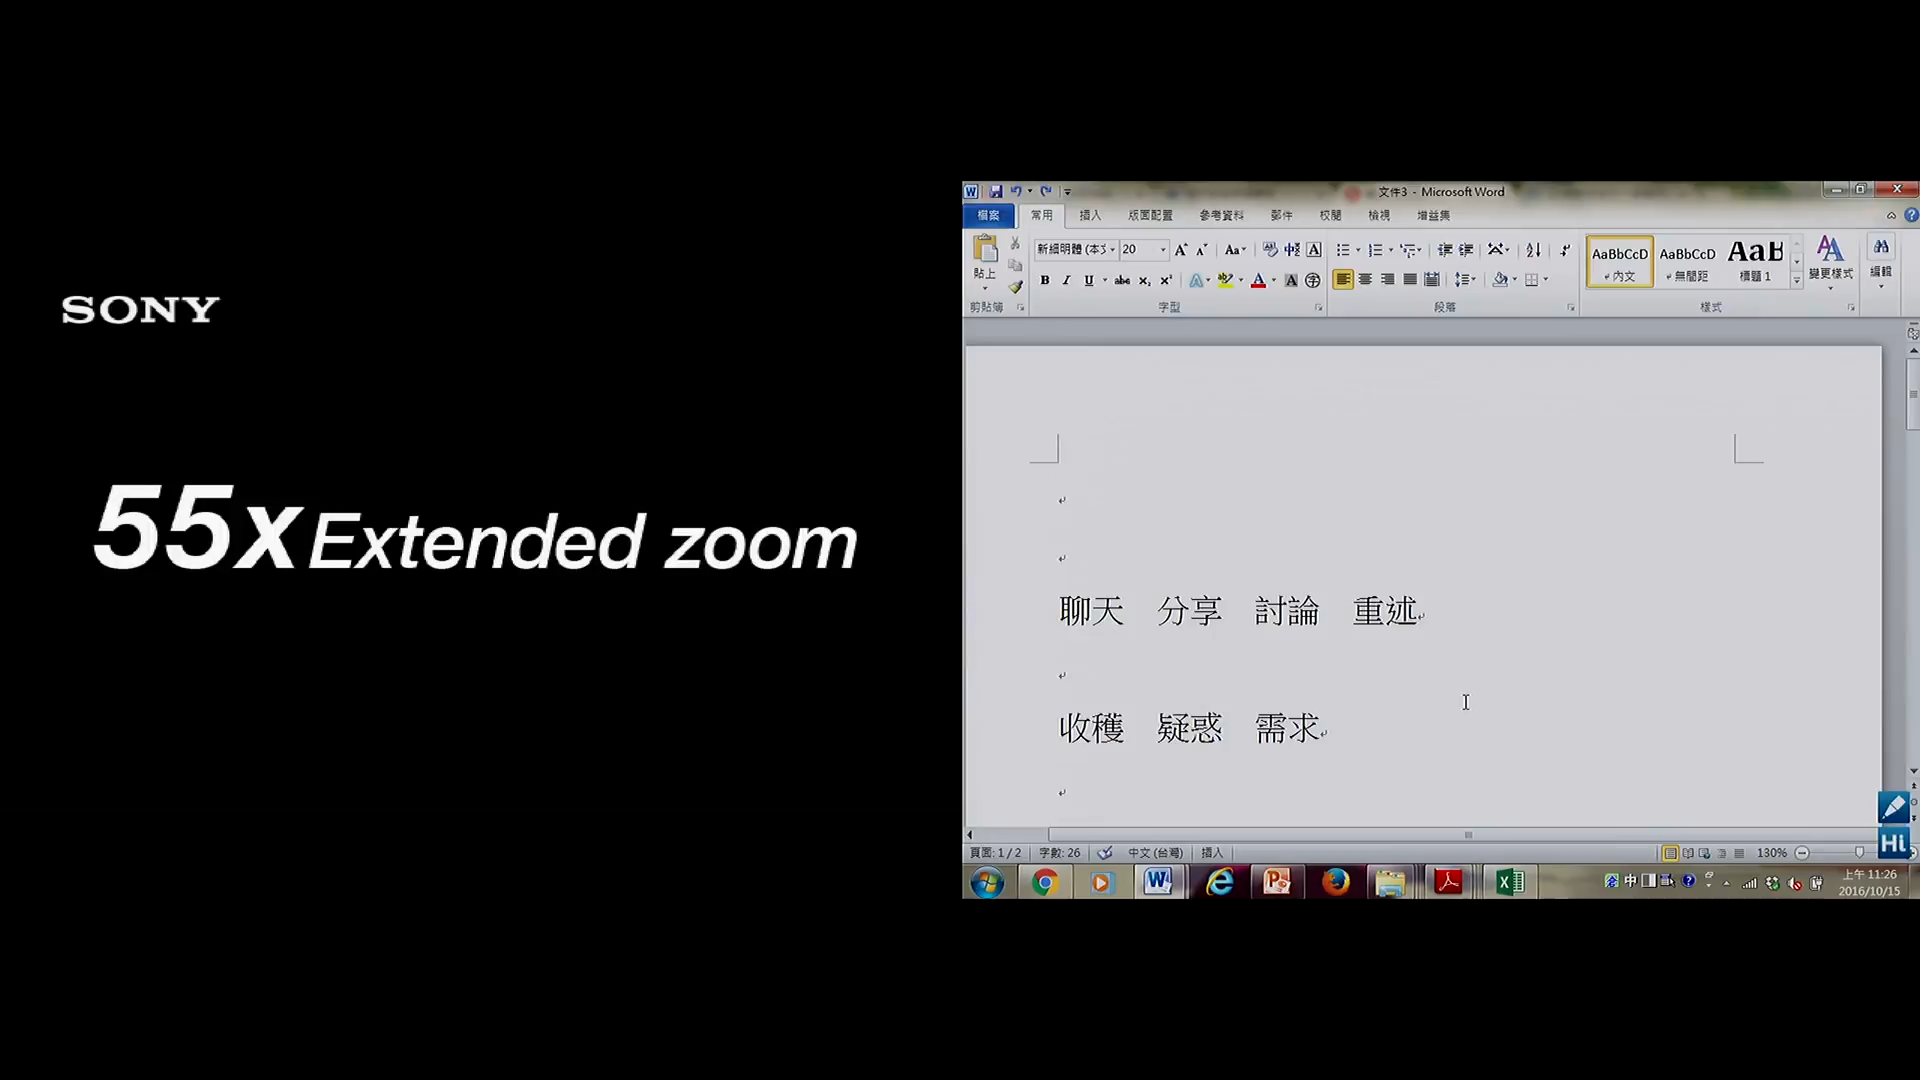 SONY
55x Extended zoom
文件3 - Microsoft Word
檔案 常用 插入 版面配置 參考資料 郵件 校閱 檢視 增益集
新細明體 (本文 20
貼上
剪貼簿 字型 段落 樣式
AaBbCcD AaBbCcD AaB
內文 無間距 標題 1
變更樣式 編輯
聊天 分享 討論 重述
收穫 疑惑 需求
頁面: 1 / 2 字數: 26 中文 (台灣) 插入 130%
Hi
中
上午 11:26
2016/10/15